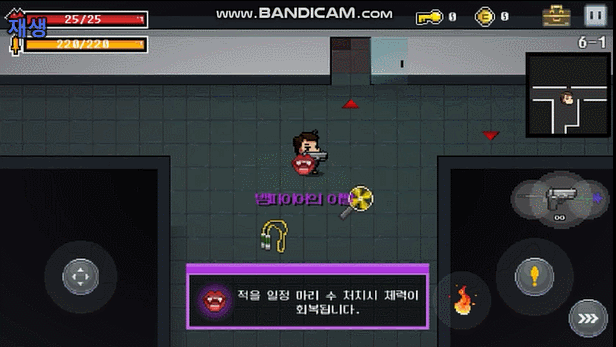 25/25
WWW.BANDICAM.COM
0
0
재생
220/220
6-1
뱀파이어의 이빨
∞
적을 일정 마리 수 처치시 체력이
회복됩니다.